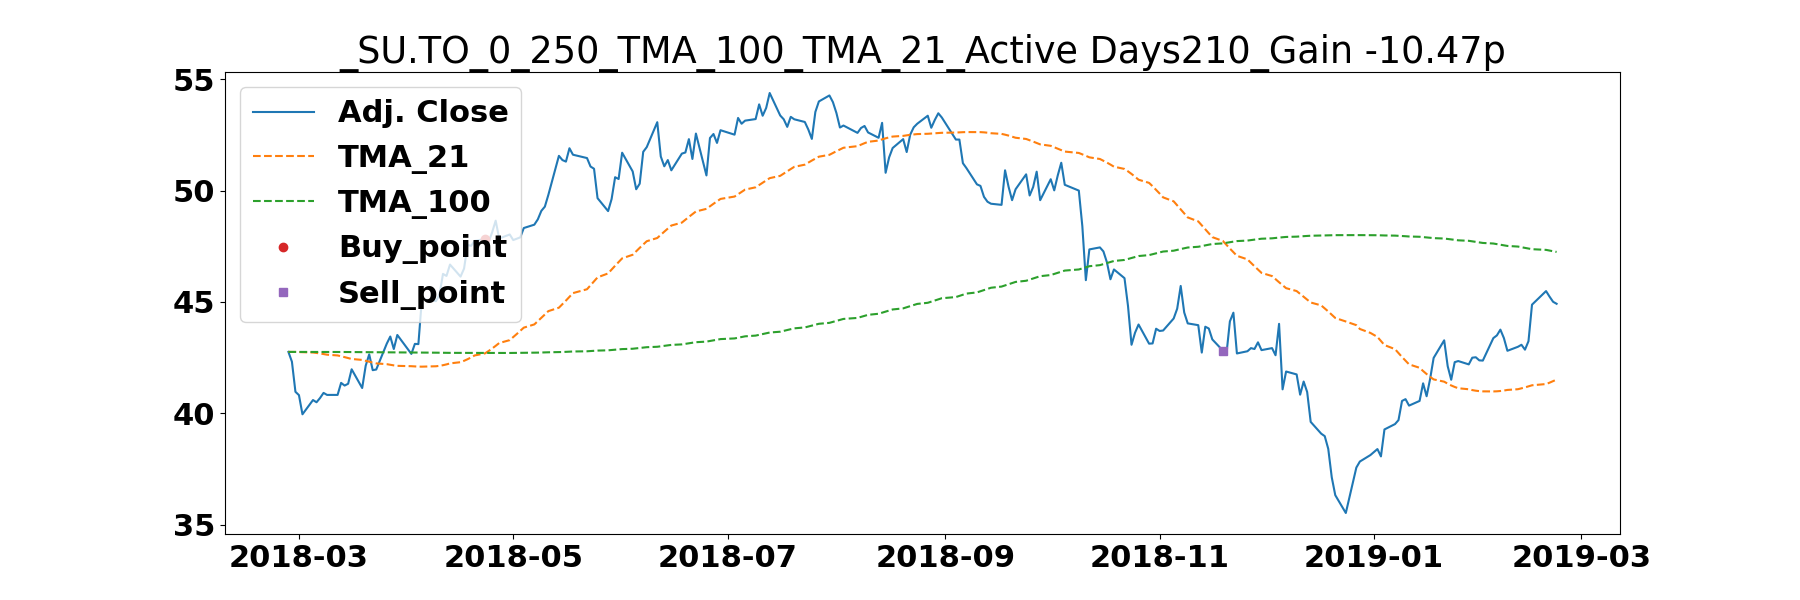 _SU.TO_0_250_TMA_100_TMA_21_Active Days210_Gain -10.47p
55
50
45
40
35
Adj. Close
TMA_21
TMA_100
Buy_point
Sell_point
2018-03 2018-05 2018-07 2018-09 2018-11 2019-01 2019-03